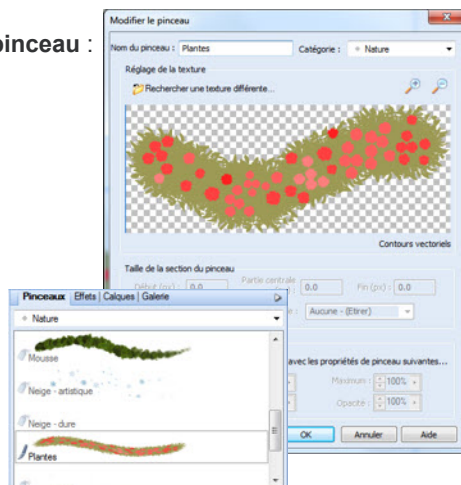 pinceau :
Modifier le pinceau
Nom du pinceau : Plantes Catégorie : Nature
Réglage de la texture
Rechercher une texture différente...
Contours vectoriels
Taille de la section du pinceau
Début (px) : 0.0 Partie centrale 0.0 Fin (px) : 0.0
Aucune - (Etirer)
avec les propriétés de pinceau suivantes...
Maximum : 100%
Opacité : 100%
OK Annuler Aide
Pinceaux Effets Calques Galerie
Nature
Mousse
Neige - artistique
Neige - dure
Plantes